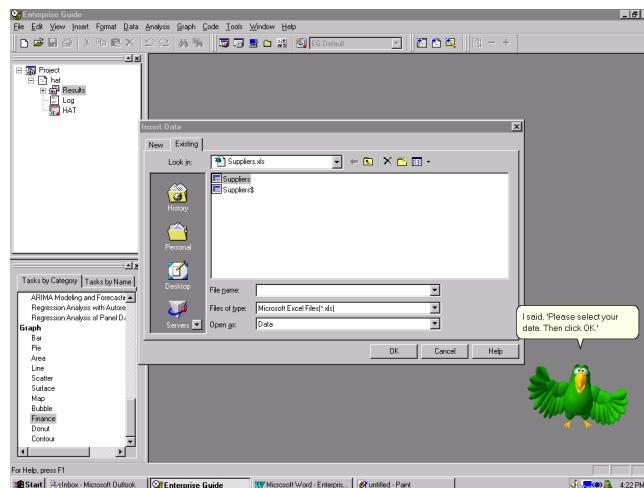 Enterprise Guide
File Edit View Insert Format Data Analysis Graph Code Tools Window Help
EG Default
Project
hat
Results
Log
HAT
Insert Data
New Existing
Look in: Suppliers.xls
Suppliers
Suppliers$
History
Personal
Desktop
Servers
File name:
Files of type: Microsoft Excel Files(*.xls)
Open as: Data
OK Cancel Help
I said, 'Please select your
data. Then click OK.'
Tasks by Category Tasks by Name
ARIMA Modeling and Forecastin
Regression Analysis with Autore
Regression Analysis of Panel Da
Graph
Bar
Pie
Area
Line
Scatter
Surface
Map
Bubble
Finance
Donut
Contour
For Help, press F1
Start Inbox - Microsoft Outlook Enterprise Guide Microsoft Word - Enterpris... untitled - Paint 4:22 PM